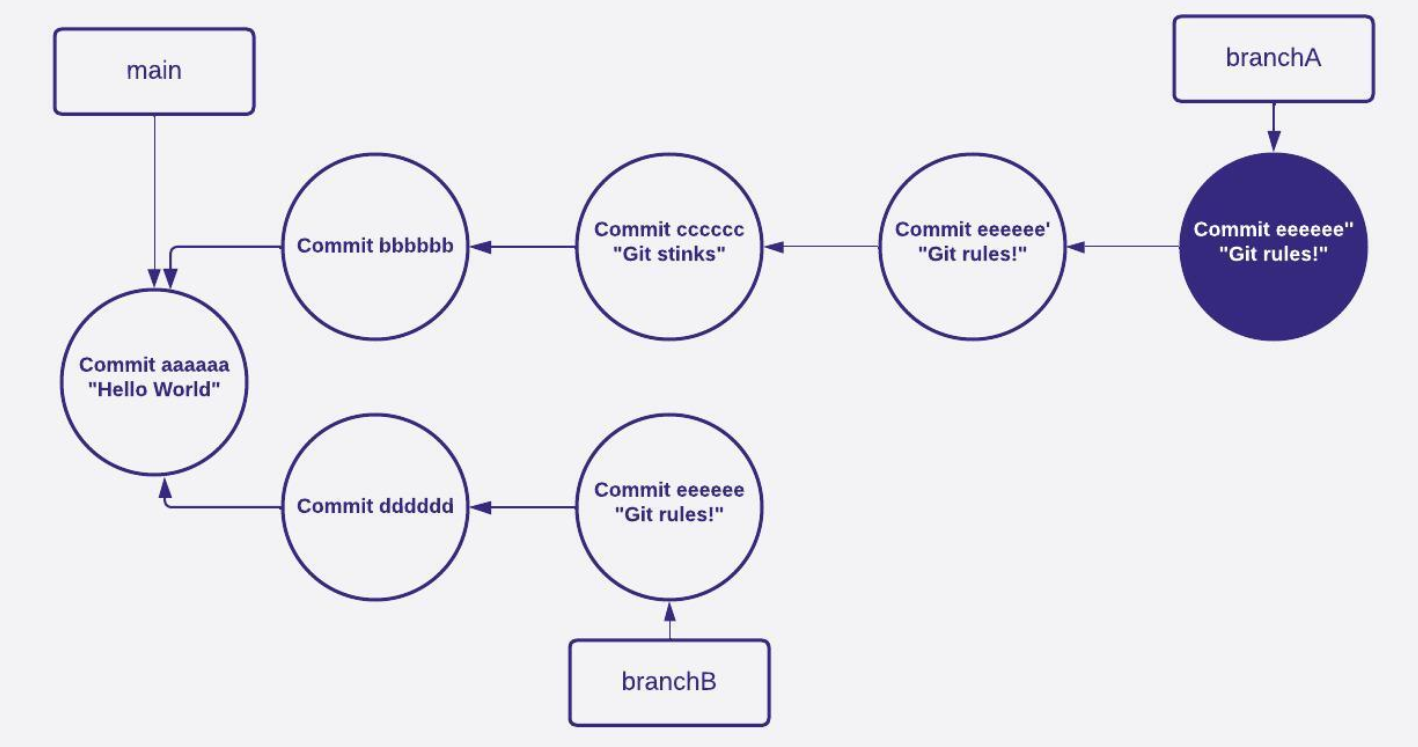 main
branchA
Commit bbbbbb
Commit cccccc
"Git stinks"
Commit eeeeee'
"Git rules!"
Commit eeeeee''
"Git rules!"
Commit aaaaaa
"Hello World"
Commit dddddd
Commit eeeeee
"Git rules!"
branchB